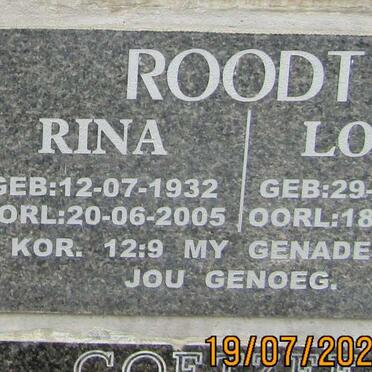 ROODT
RINA LO
GEB:12-07-1932 GEB:29-
OORL:20-06-2005 OORL:18
KOR. 12:9 MY GENADE
JOU GENOEG.
19/07/202